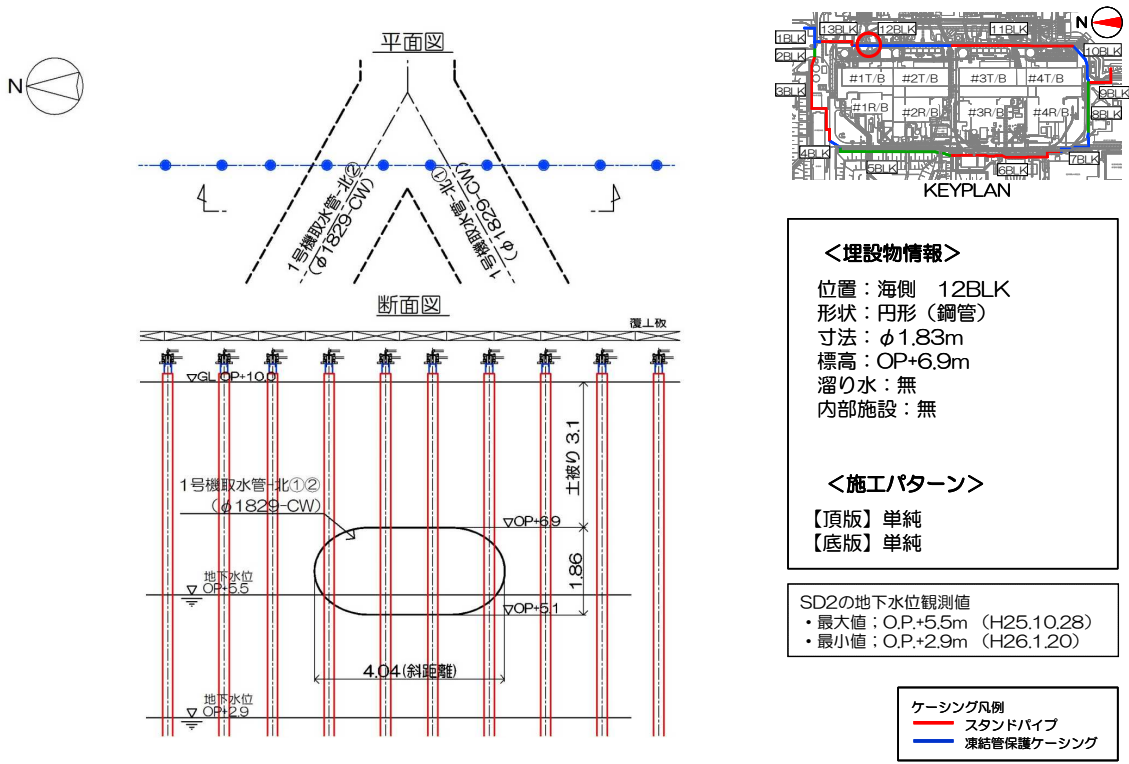 平面図
N
1号機取水管-北②
(φ1829-CW)
1号機取水管-北①
(φ1829-CW)
断面図
覆工板
▽GL OP+10.0
土被り 3.1
1号機取水管-北①②
(φ1829-CW)
▽OP+6.9
1.86
地下水位
▽ OP+5.5
▽OP+5.1
4.04(斜距離)
地下水位
▽ OP+2.9
N
13BLK
12BLK
11BLK
1BLK
2BLK
10BLK
3BLK
#1T/B
#2T/B
#3T/B
#4T/B
9BLK
#1R/B
#2R/B
#3R/B
#4R/B
8BLK
4BLK
5BLK
6BLK
7BLK
KEYPLAN
＜埋設物情報＞
位置：海側　12BLK
形状：円形（鋼管）
寸法：φ1.83m
標高：OP+6.9m
溜り水：無
内部施設：無
＜施工パターン＞
【頂版】単純
【底版】単純
SD2の地下水位観測値
・最大値；O.P.+5.5m （H25.10.28）
・最小値；O.P.+2.9m （H26.1.20）
ケーシング凡例
スタンドパイプ
凍結管保護ケーシング